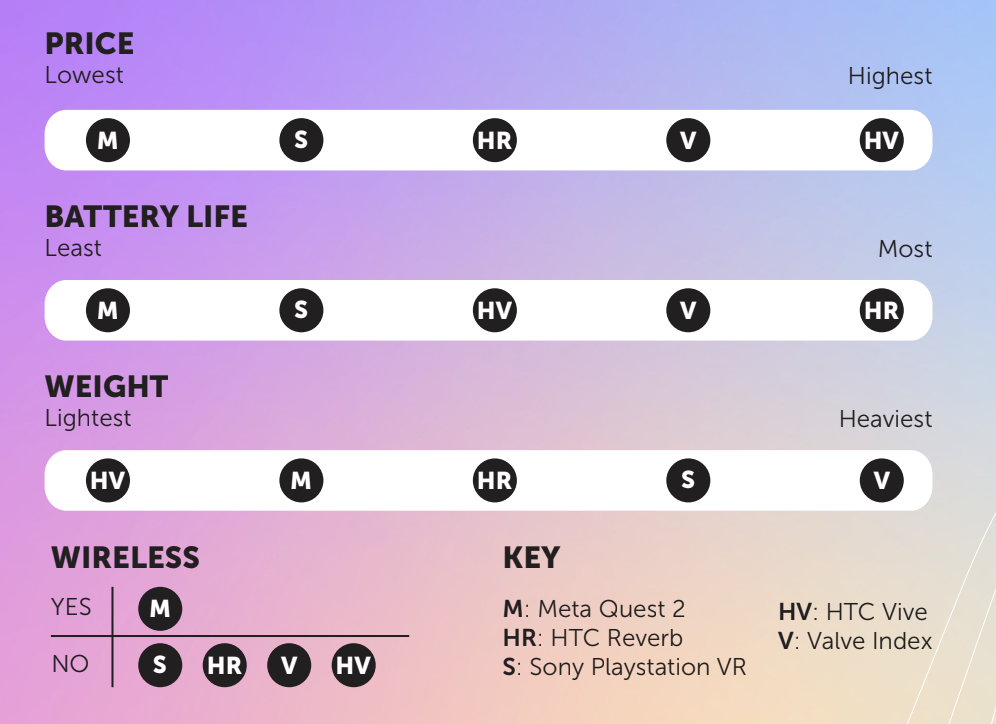 PRICE
Lowest Highest
M S HR V HV
BATTERY LIFE
Least Most
M S HV V HR
WEIGHT
Lightest Heaviest
HV M HR S V
WIRELESS
YES M
NO S HR V HV
KEY
M: Meta Quest 2
HR: HTC Reverb
S: Sony Playstation VR
HV: HTC Vive
V: Valve Index